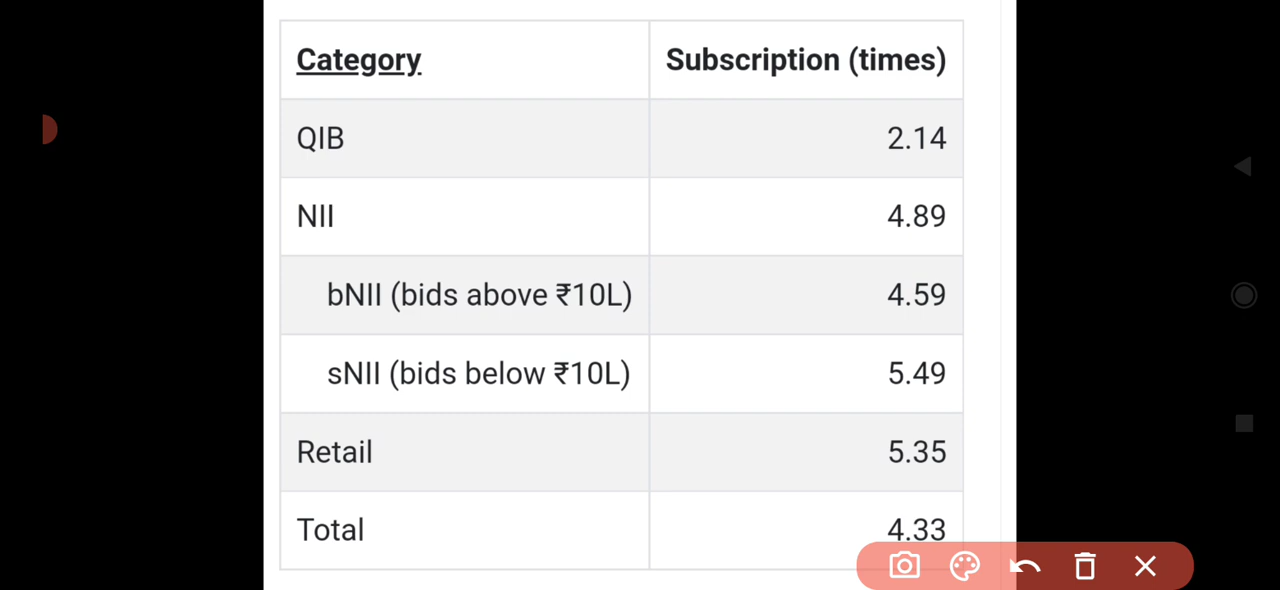 Category Subscription (times)
QIB 2.14
NII 4.89
bNII (bids above ₹10L) 4.59
sNII (bids below ₹10L) 5.49
Retail 5.35
Total 4.33